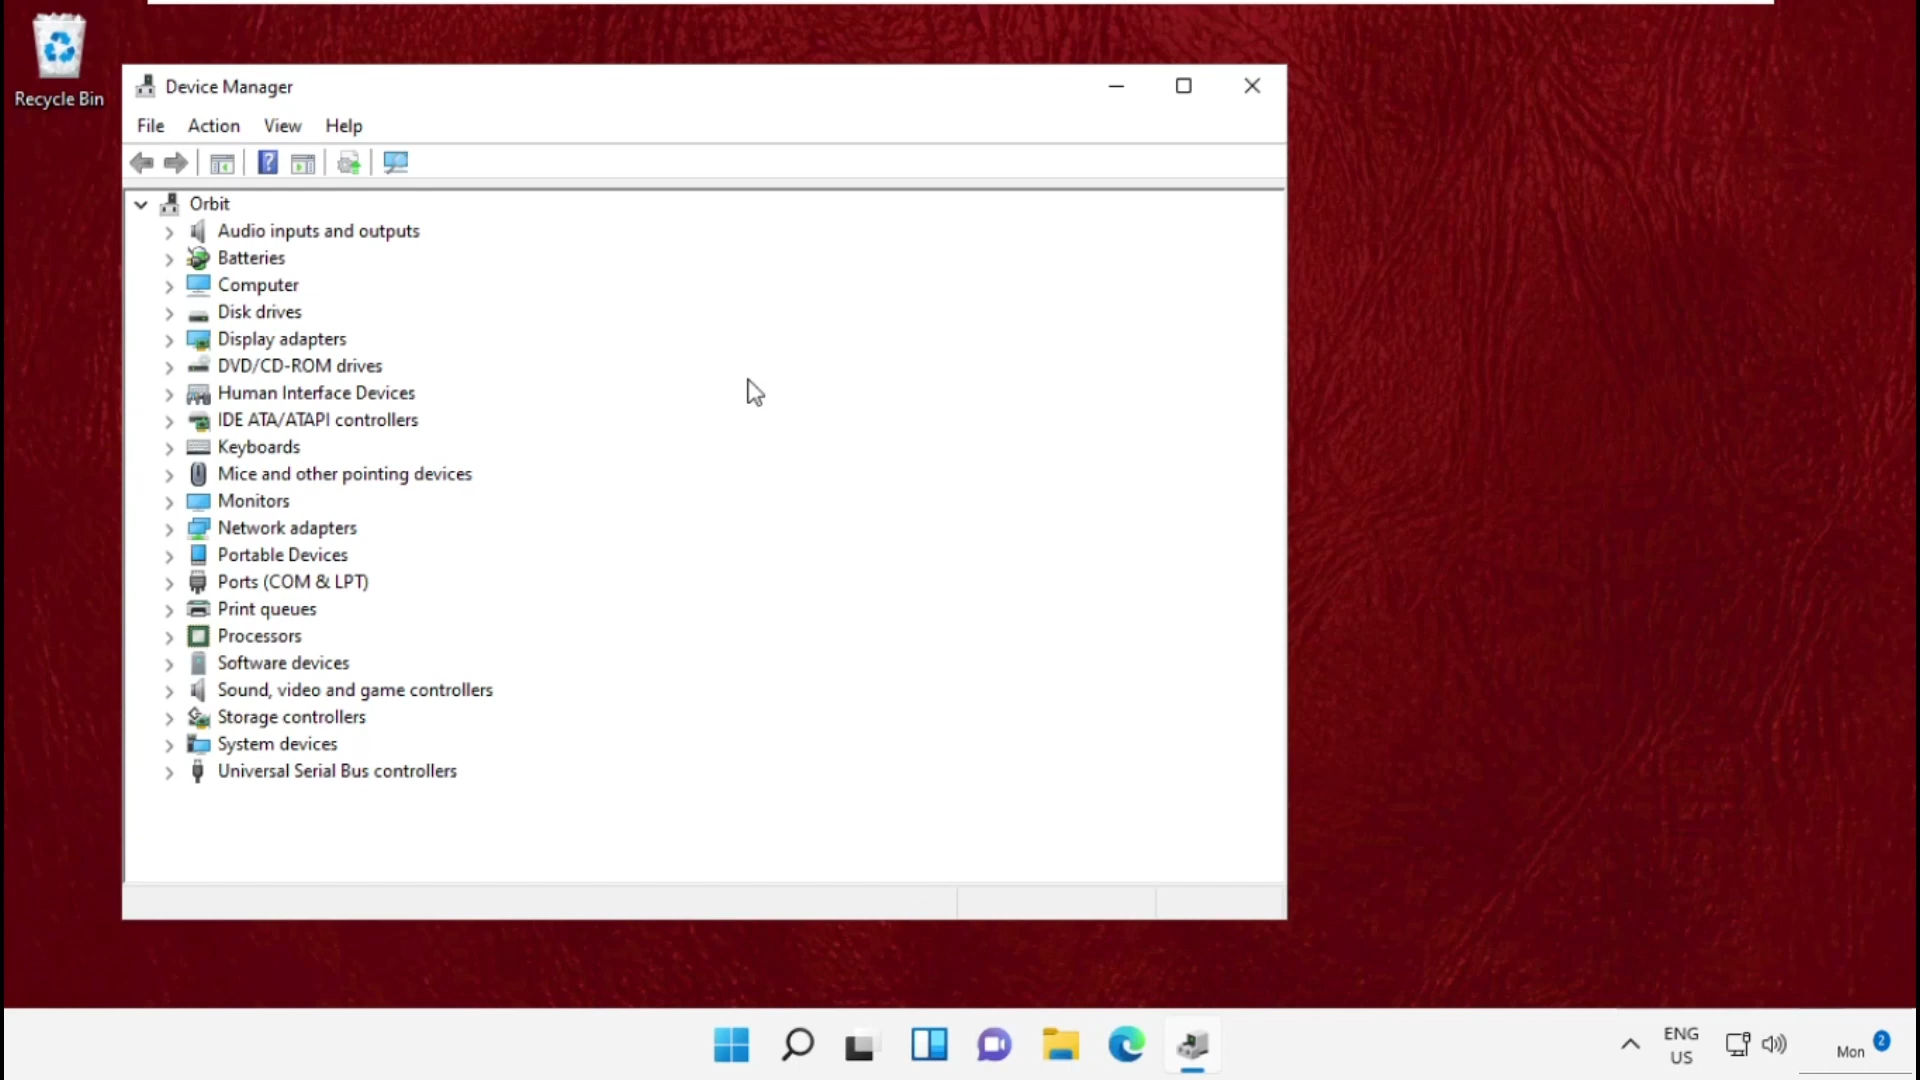 Recycle Bin
Device Manager
File Action View Help
Orbit
Audio inputs and outputs
Batteries
Computer
Disk drives
Display adapters
DVD/CD-ROM drives
Human Interface Devices
IDE ATA/ATAPI controllers
Keyboards
Mice and other pointing devices
Monitors
Network adapters
Portable Devices
Ports (COM & LPT)
Print queues
Processors
Software devices
Sound, video and game controllers
Storage controllers
System devices
Universal Serial Bus controllers
ENG
US
Mon
2